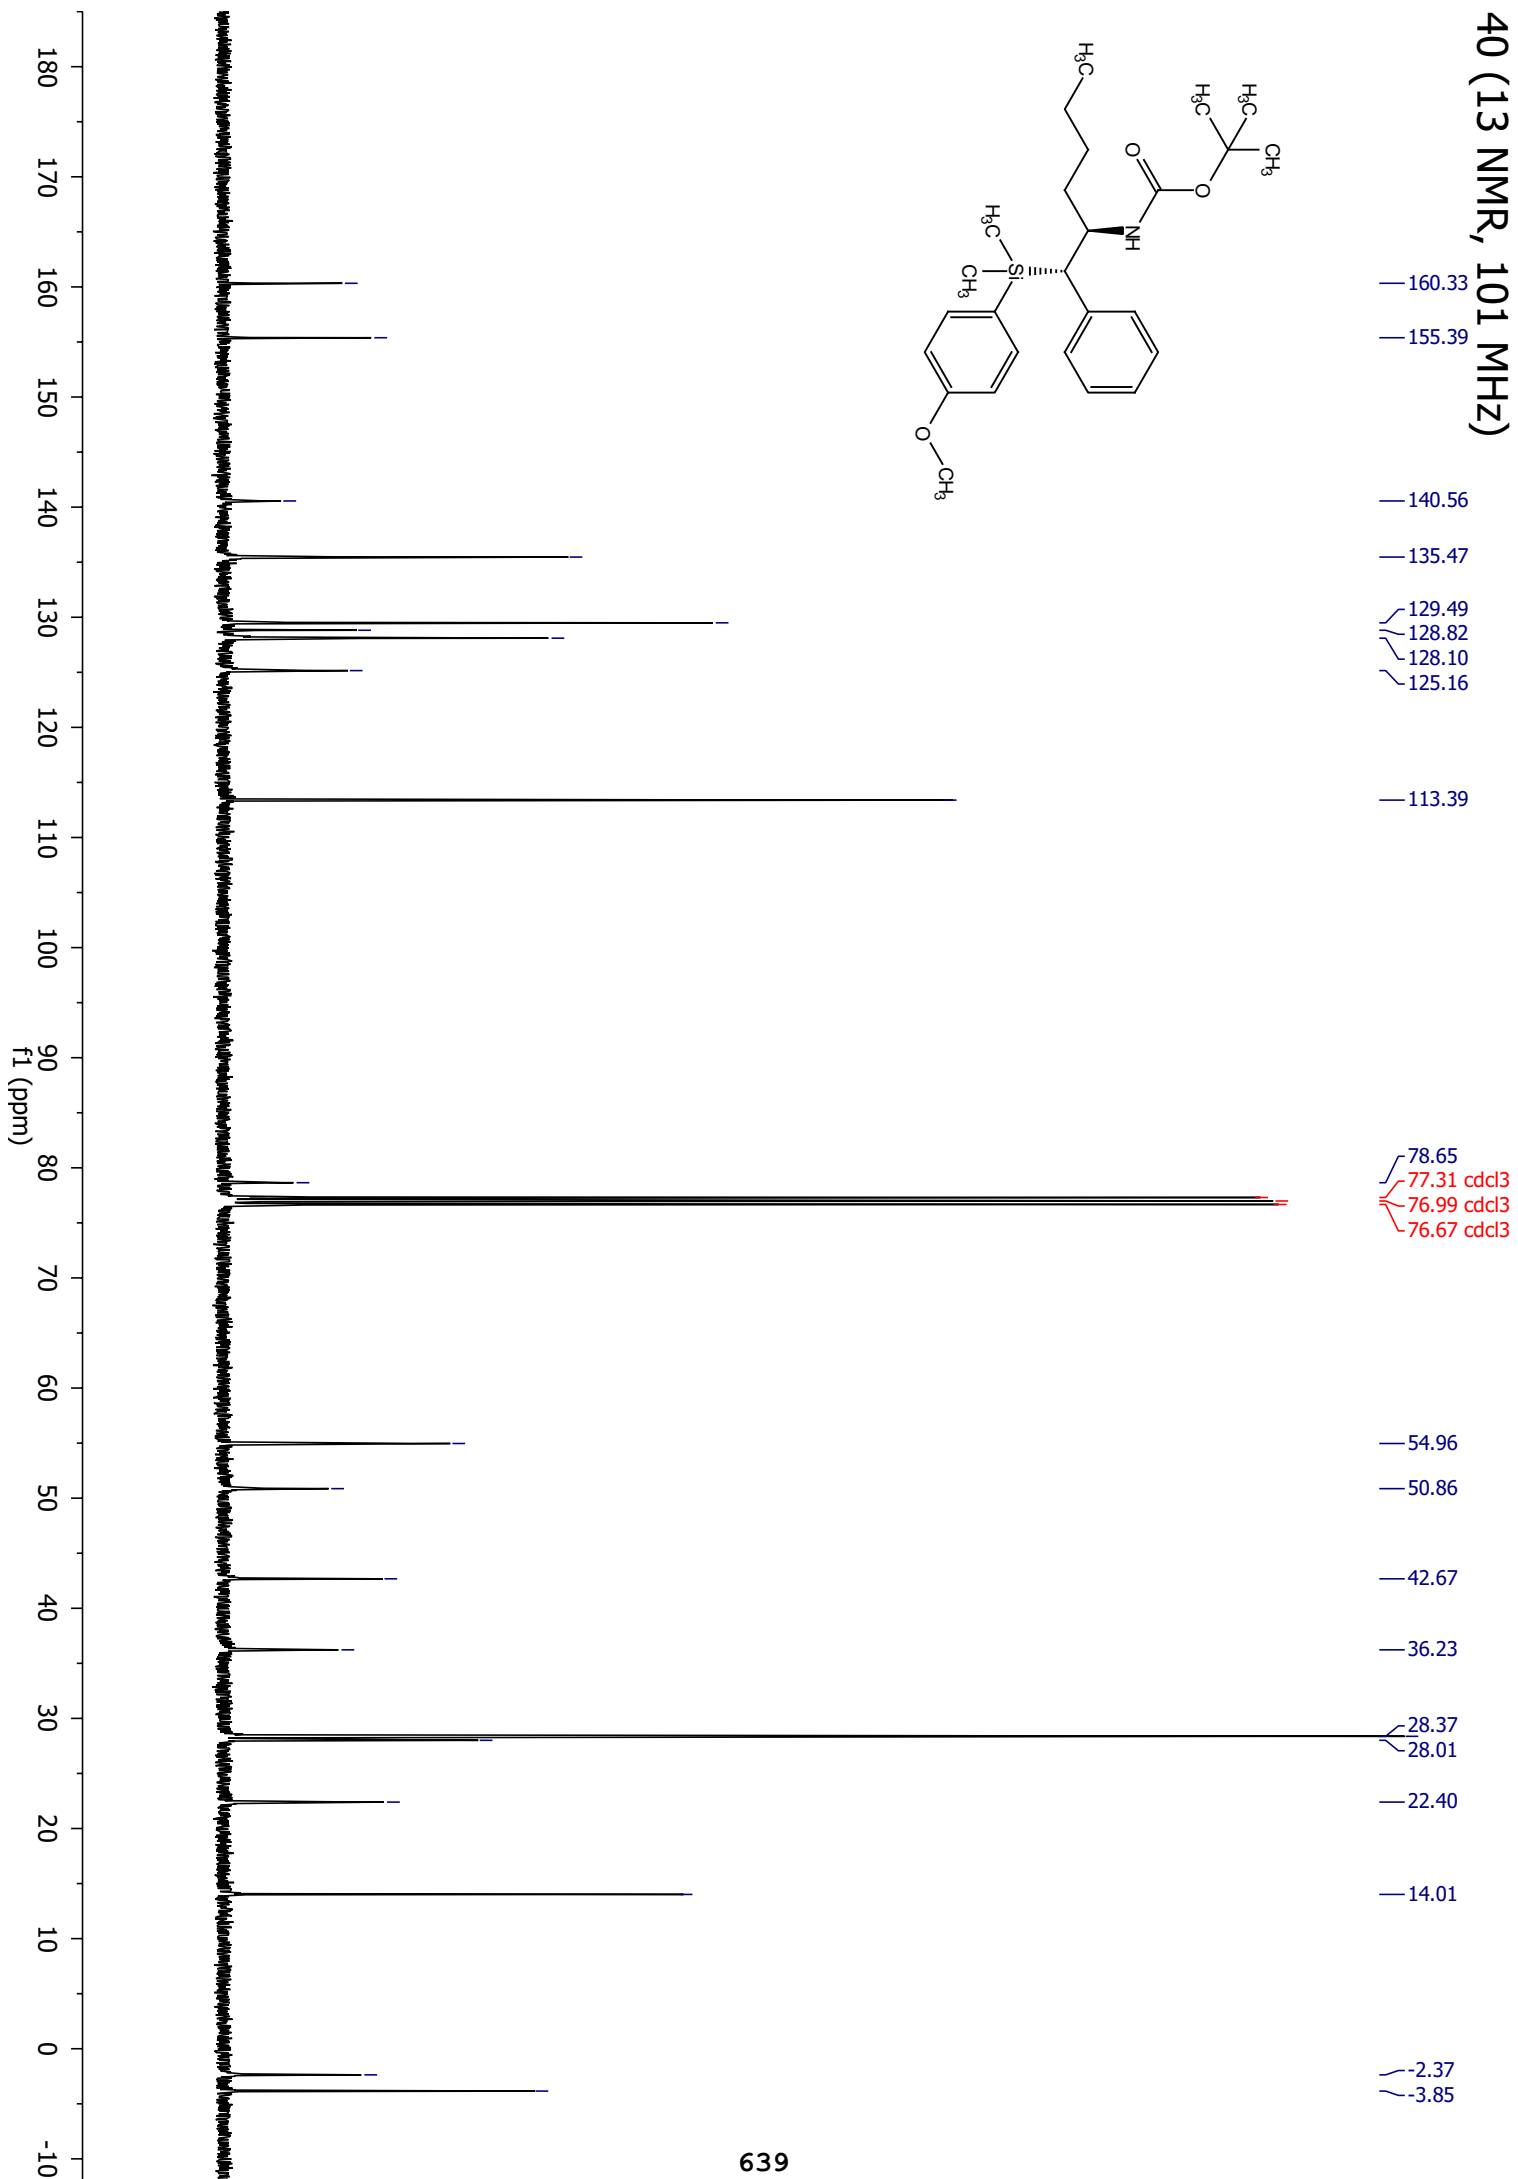 40 (13 NMR, 101 MHz)
160.33
155.39
140.56
135.47
129.49
128.82
128.10
125.16
113.39
78.65
77.31 cdcl3
76.99 cdcl3
76.67 cdcl3
54.96
50.86
42.67
36.23
28.37
28.01
22.40
14.01
-2.37
-3.85
CH3
H3C
H3C
O
O
NH
H3C
H3C
Si
CH3
O
CH3
180 170 160 150 140 130 120 110 100 90 80 70 60 50 40 30 20 10 0 -10
f1 (ppm)
639